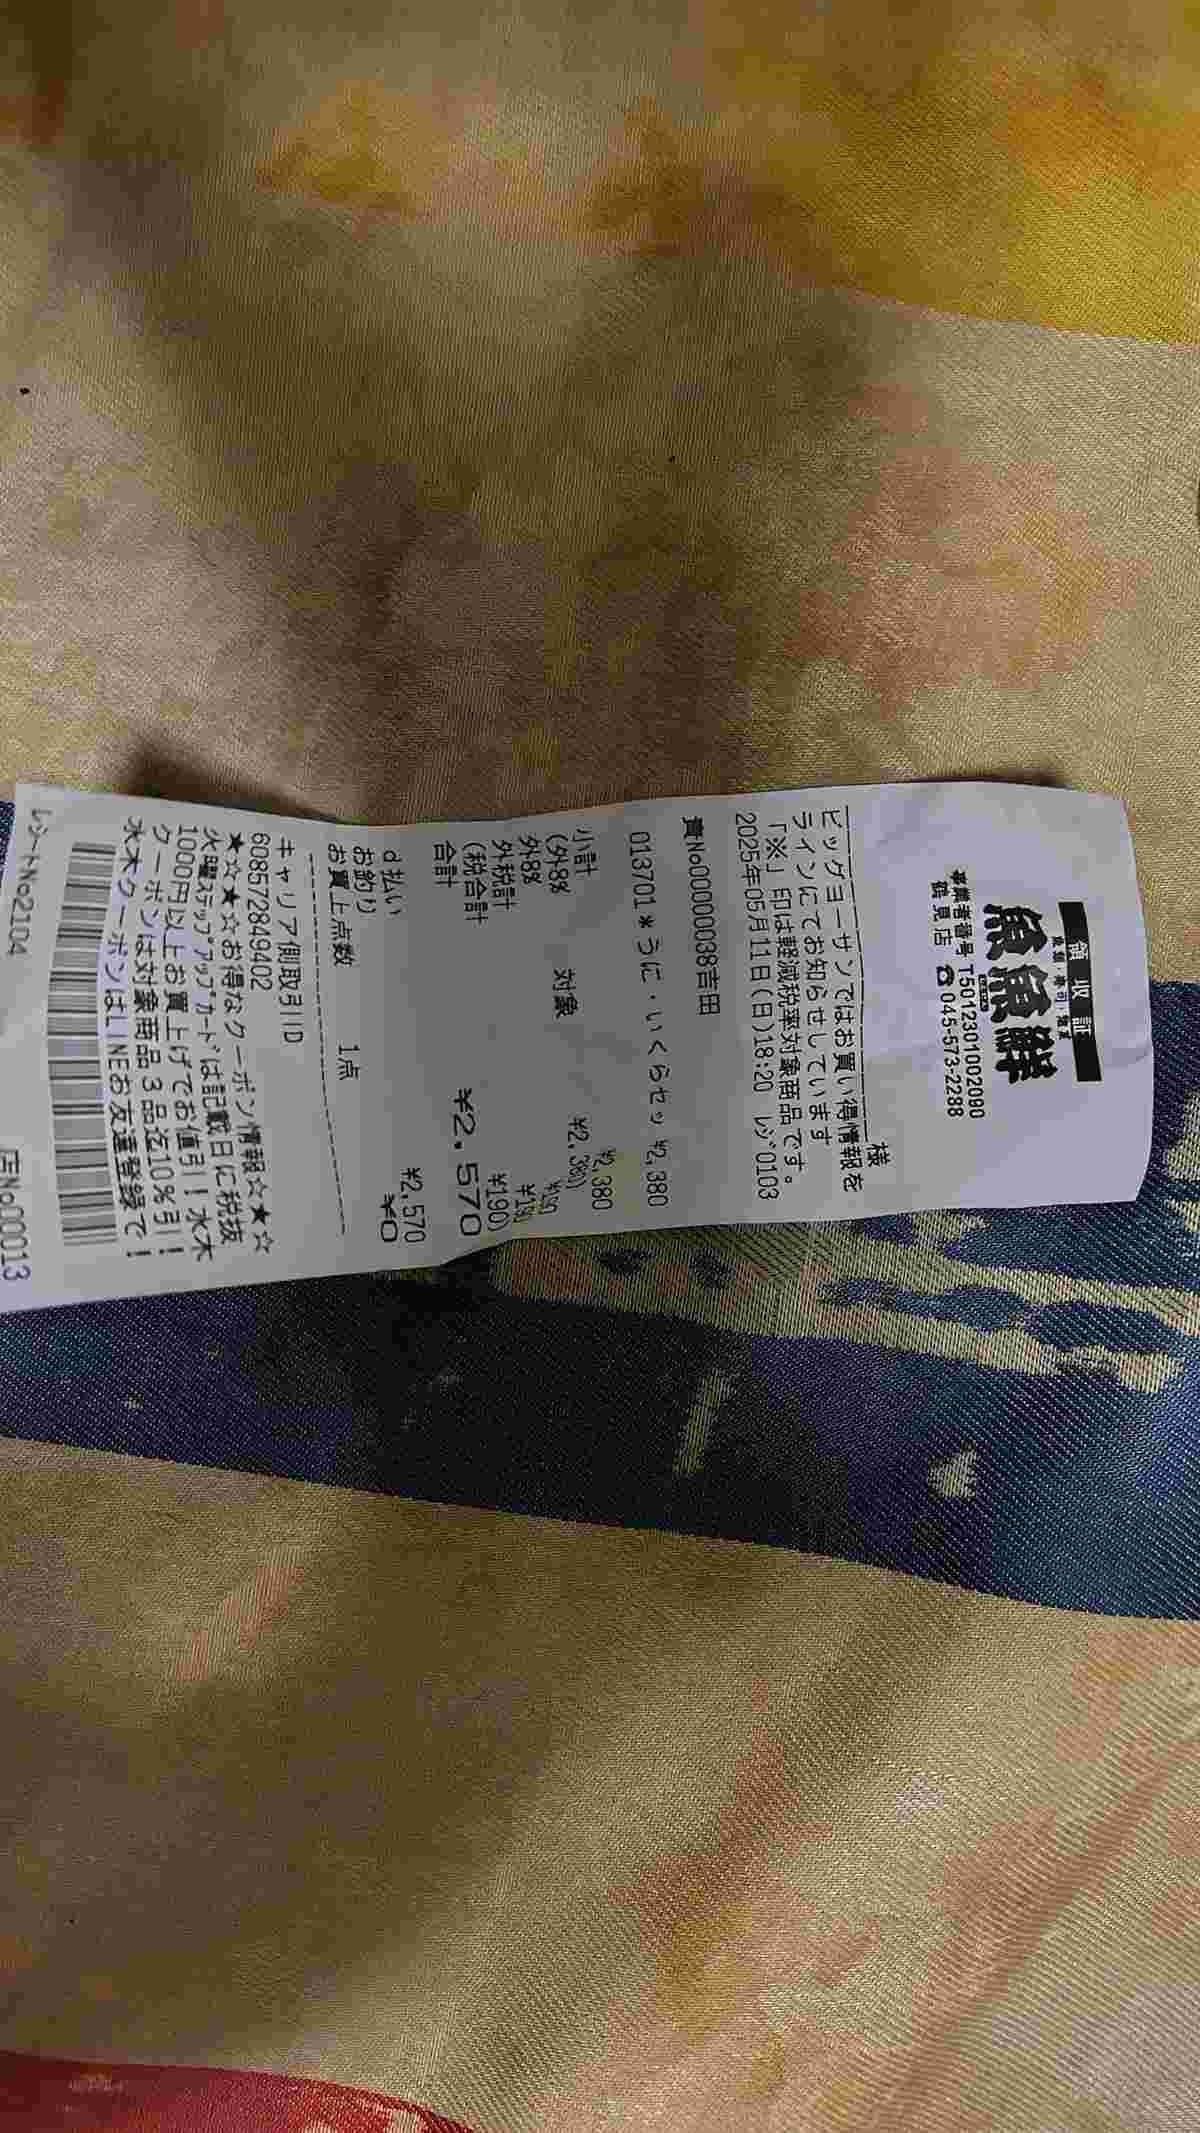 領収証
魚類・寿司・惣菜
魚魚鮮
事業者番号 T5012301002090
鶴見店 ☎045-573-2288
様
ビッグヨーサンではお買い得情報を
ラインにてお知らせしています
「※」印は軽減税率対象商品です。
2025年05月11日(日)18:20 レジ0103
責No00000038吉田
013701＊うに・いくらセッ ¥2,380
小計 ¥2,380
(外8% 対象 ¥2,380)
外8% ¥190
外税計 ¥190
(税合計 ¥190)
合計 ¥2,570
d払い ¥2,570
お釣り ¥0
お買上点数 1点
キャリア側取引ID
69857284940​2
★☆★☆お得なクーポン情報☆★☆
火曜ｽﾃｯﾌﾟｱｯﾌﾟｶｰﾄﾞは記載日に税抜
1000円以上お買上げでお値引！水木
クーポンは対象商品３品迄10％引！
水木クーポンはLINEお友達登録で！
レシートNo2104 店No00013